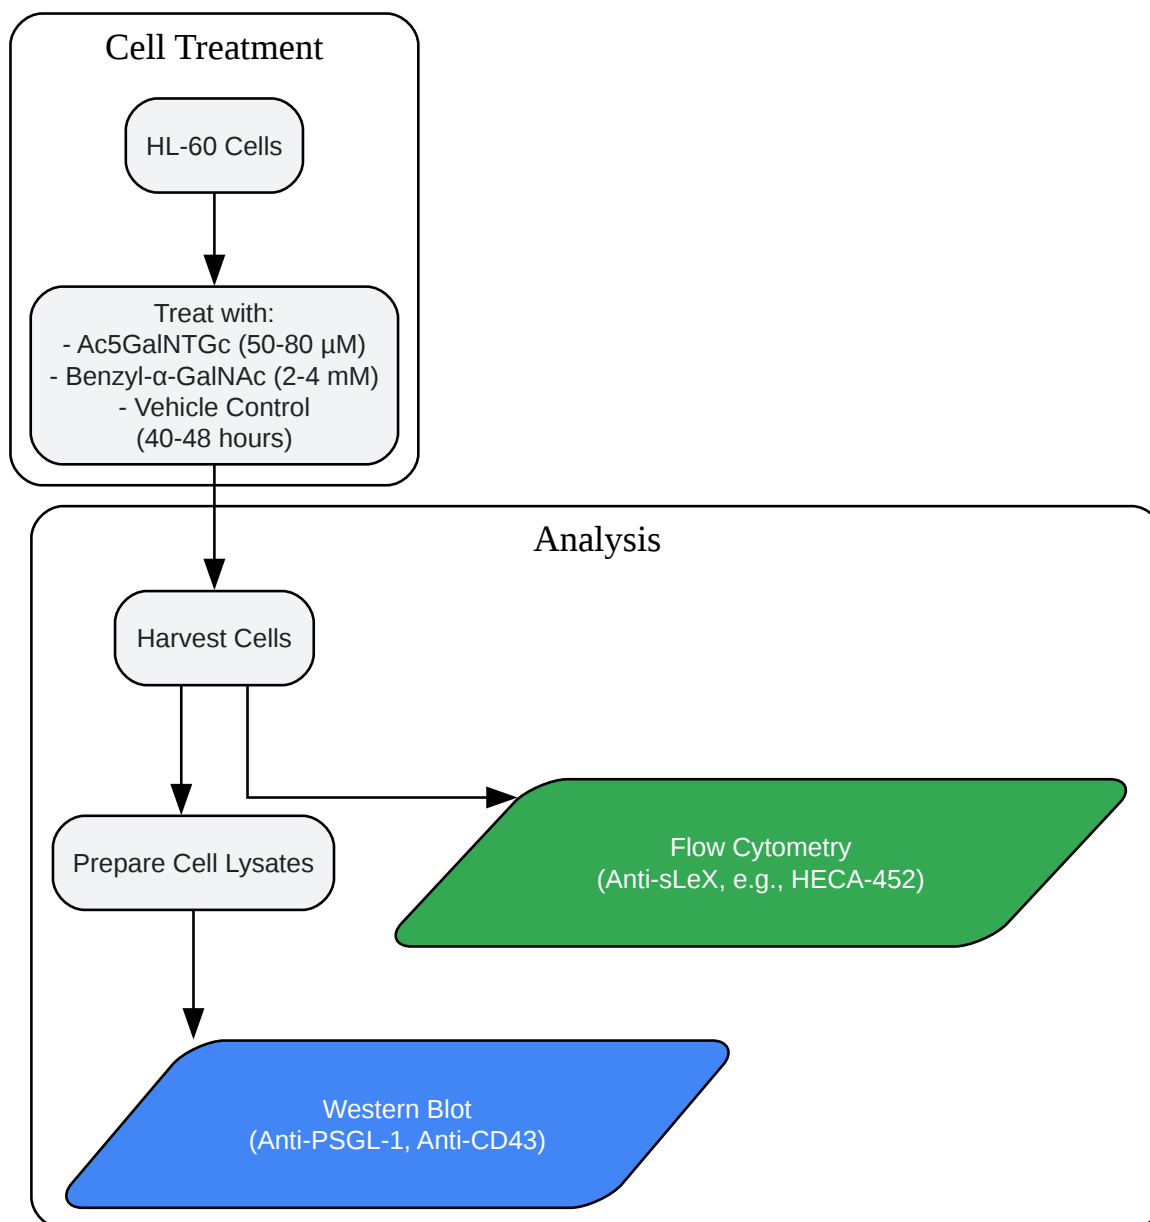 Cell Treatment
HL-60 Cells
Treat with:
- Ac5GalNTGc (50-80 µM)
- Benzyl-α-GalNAc (2-4 mM)
- Vehicle Control
(40-48 hours)
Analysis
Harvest Cells
Prepare Cell Lysates
Flow Cytometry
(Anti-sLeX, e.g., HECA-452)
Western Blot
(Anti-PSGL-1, Anti-CD43)